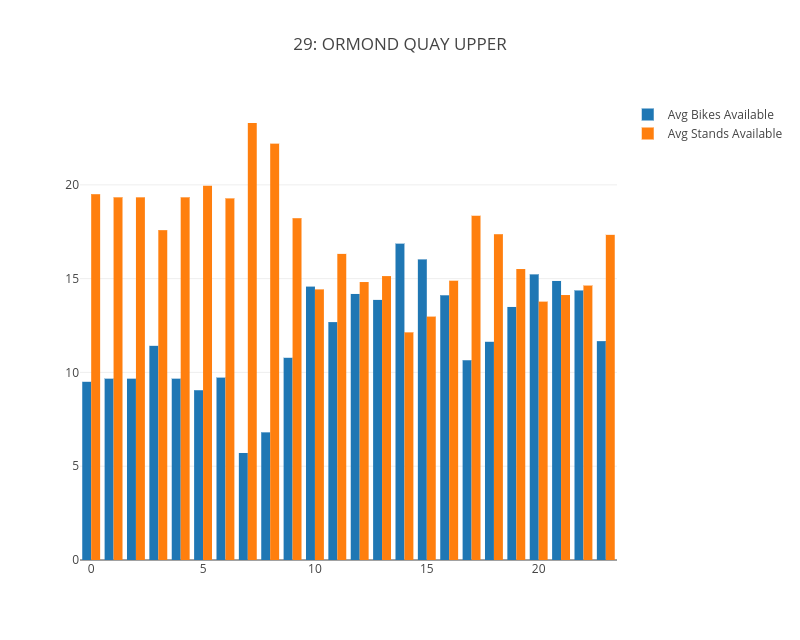 29: ORMOND QUAY UPPER
Avg Bikes Available
Avg Stands Available
20
15
10
5
0
0 5 10 15 20